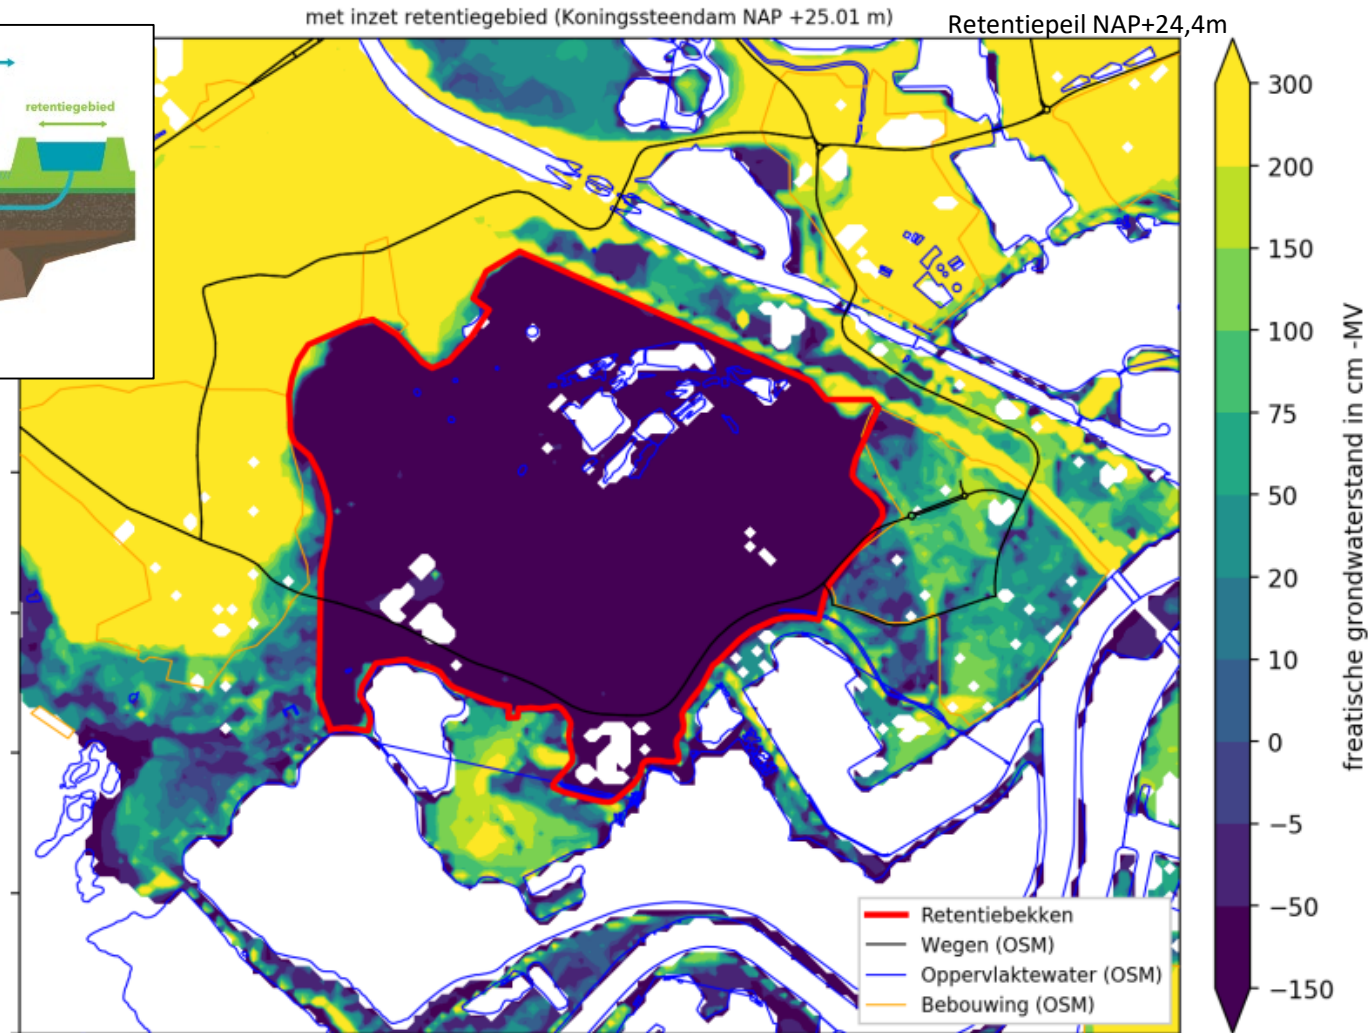 met inzet retentiegebied (Koningssteendam NAP +25.01 m)
Retentiepeil NAP+24,4m
retentiegebied
300
200
150
100
75
50
20
10
0
−5
−50
−150
freatische grondwaterstand in cm -MV
Retentiebekken
Wegen (OSM)
Oppervlaktewater (OSM)
Bebouwing (OSM)